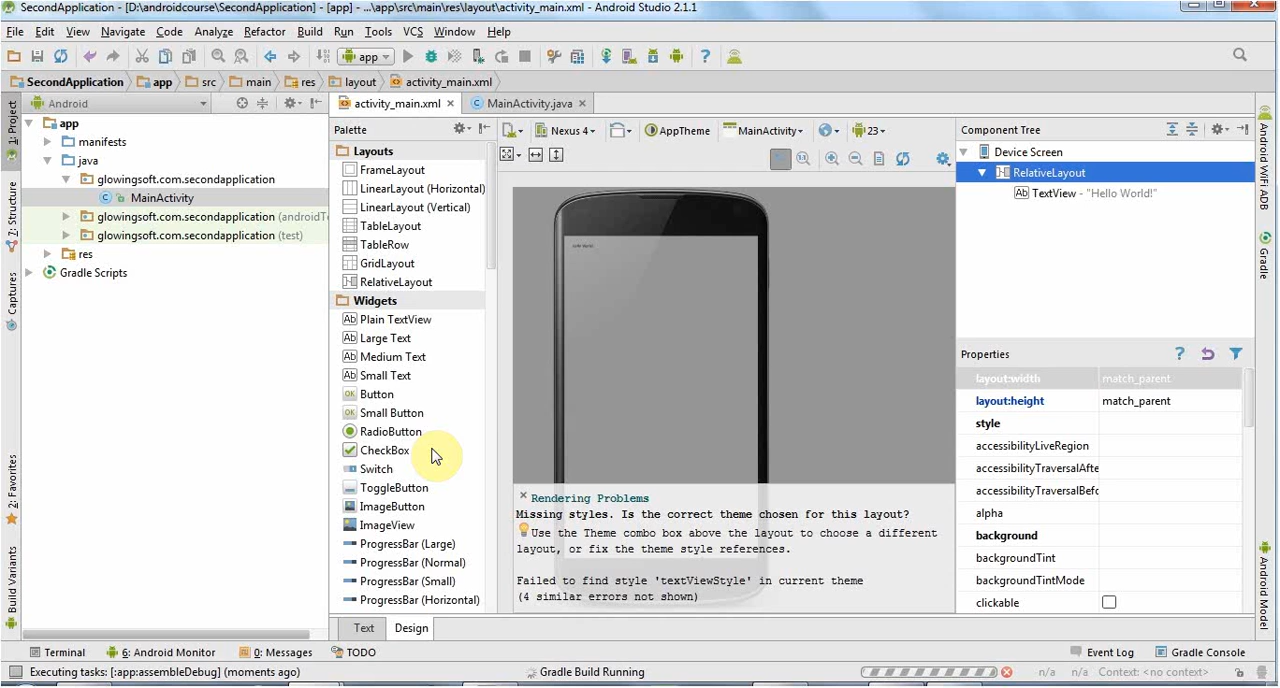 SecondApplication - [D:\androidcourse\SecondApplication] - [app] - ...\app\src\main\res\layout\activity_main.xml - Android Studio 2.1.1
File Edit View Navigate Code Analyze Refactor Build Run Tools VCS Window Help
app
SecondApplication app src main res layout activity_main.xml
Android
activity_main.xml MainActivity.java
1: Project
7: Structure
Captures
2: Favorites
Build Variants
app
manifests
java
glowingsoft.com.secondapplication
MainActivity
glowingsoft.com.secondapplication (androidT
glowingsoft.com.secondapplication (test)
res
Gradle Scripts
Palette
Layouts
FrameLayout
LinearLayout (Horizontal)
LinearLayout (Vertical)
TableLayout
TableRow
GridLayout
RelativeLayout
Widgets
Plain TextView
Large Text
Medium Text
Small Text
Button
Small Button
RadioButton
CheckBox
Switch
ToggleButton
ImageButton
ImageView
ProgressBar (Large)
ProgressBar (Normal)
ProgressBar (Small)
ProgressBar (Horizontal)
Text Design
Nexus 4 AppTheme MainActivity 23
Rendering Problems
Missing styles. Is the correct theme chosen for this layout?
Use the Theme combo box above the layout to choose a different
layout, or fix the theme style references.
Failed to find style 'textViewStyle' in current theme
(4 similar errors not shown)
Component Tree
Device Screen
RelativeLayout
Ab TextView - "Hello World!"
Properties
layout:width match_parent
layout:height match_parent
style
accessibilityLiveRegion
accessibilityTraversalAfte
accessibilityTraversalBefo
alpha
background
backgroundTint
backgroundTintMode
clickable
Android WiFi ADB
Gradle
Android Model
Terminal 6: Android Monitor 0: Messages TODO Event Log Gradle Console
Executing tasks: [:app:assembleDebug] (moments ago) Gradle Build Running n/a n/a Context: <no context>